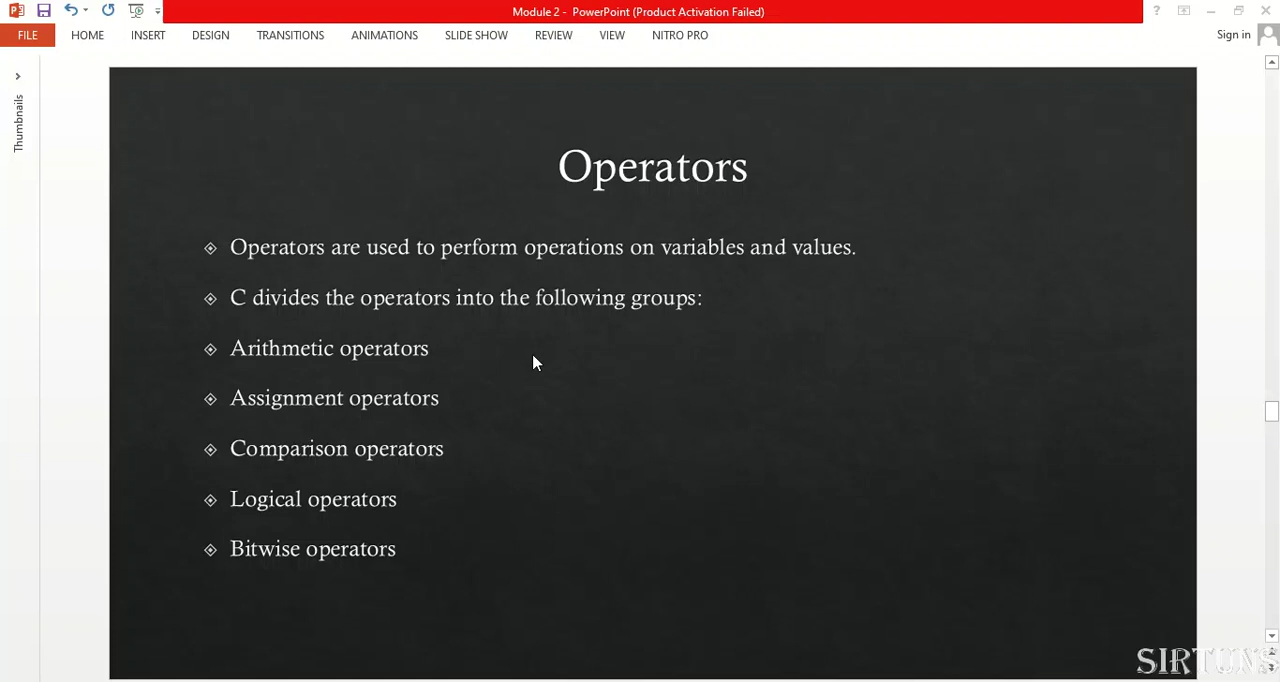 Module 2 - PowerPoint (Product Activation Failed)
?
FILE HOME INSERT DESIGN TRANSITIONS ANIMATIONS SLIDE SHOW REVIEW VIEW NITRO PRO
Sign in
Thumbnails
Operators
Operators are used to perform operations on variables and values.
C divides the operators into the following groups:
Arithmetic operators
Assignment operators
Comparison operators
Logical operators
Bitwise operators
SIRTUNS